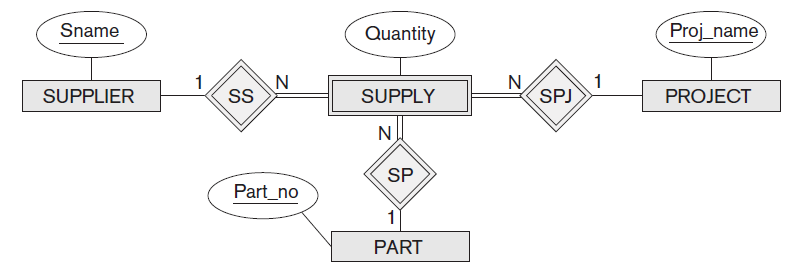 Sname
Quantity
Proj_name
SUPPLIER
1
SS
N
SUPPLY
N
SPJ
1
PROJECT
N
SP
Part_no
1
PART